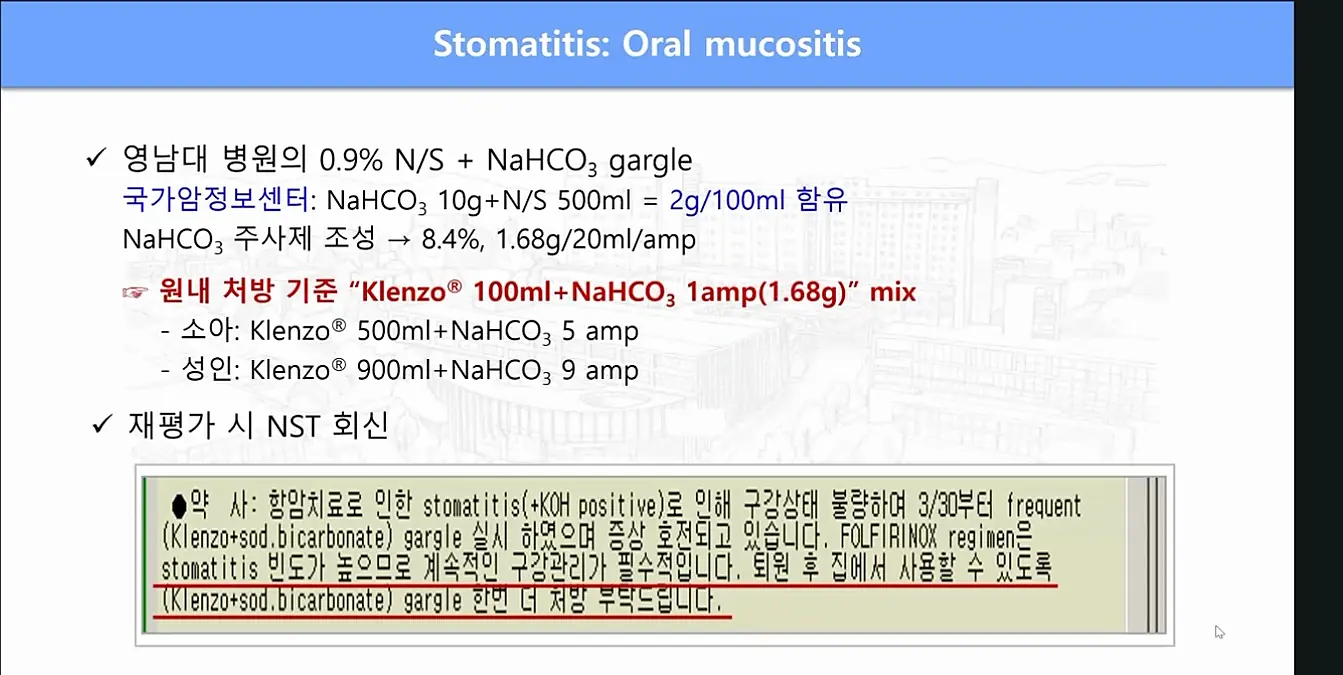 Stomatitis: Oral mucositis
✓ 영남대 병원의 0.9% N/S + NaHCO₃ gargle
국가암정보센터: NaHCO₃ 10g+N/S 500ml = 2g/100ml 함유
NaHCO₃ 주사제 조성 → 8.4%, 1.68g/20ml/amp
☞ 원내 처방 기준 “Klenzo® 100ml+NaHCO₃ 1amp(1.68g)” mix
- 소아: Klenzo® 500ml+NaHCO₃ 5 amp
- 성인: Klenzo® 900ml+NaHCO₃ 9 amp
✓ 재평가 시 NST 회신
●약 사: 항암치료로 인한 stomatitis(+KOH positive)로 인해 구강상태 불량하여 3/30부터 frequent
(Klenzo+sod.bicarbonate) gargle 실시 하였으며 증상 호전되고 있습니다. FOLFIRINOX regimen은
stomatitis 빈도가 높으므로 계속적인 구강관리가 필수적입니다. 퇴원 후 집에서 사용할 수 있도록
(Klenzo+sod.bicarbonate) gargle 한번 더 처방 부탁드립니다.